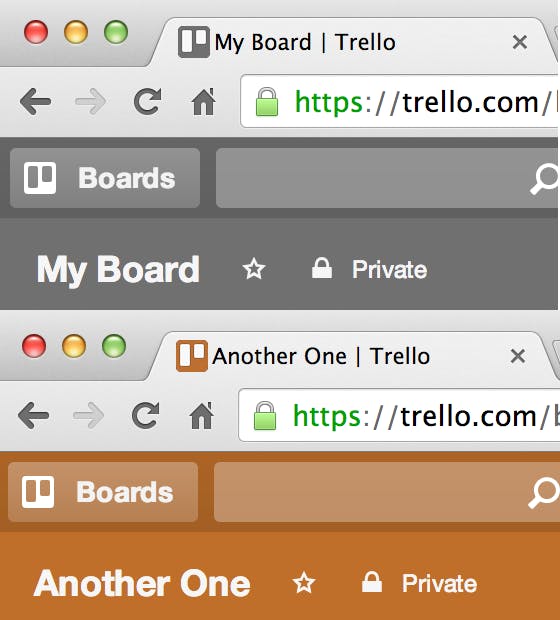 My Board | Trello
https://trello.com/
Boards
My Board Private
Another One | Trello
https://trello.com/b
Boards
Another One Private